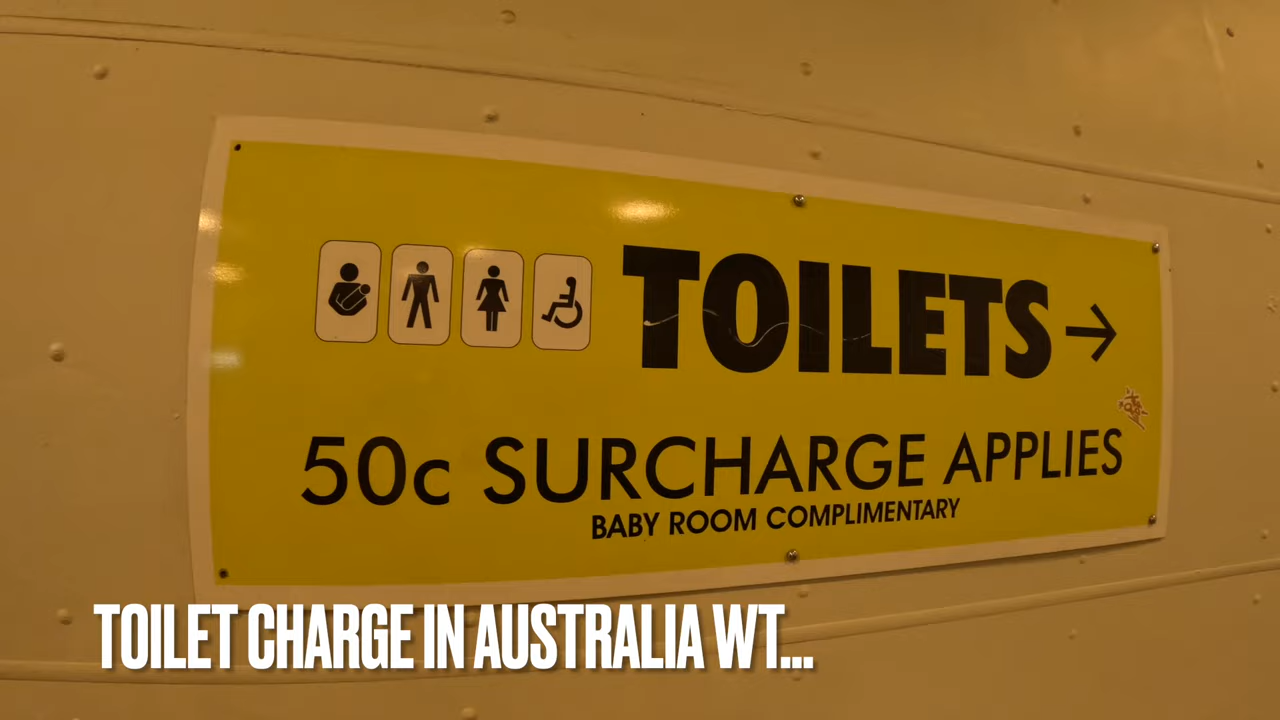 TOILETS →
50c SURCHARGE APPLIES
BABY ROOM COMPLIMENTARY
TOILET CHARGE IN AUSTRALIA WT...